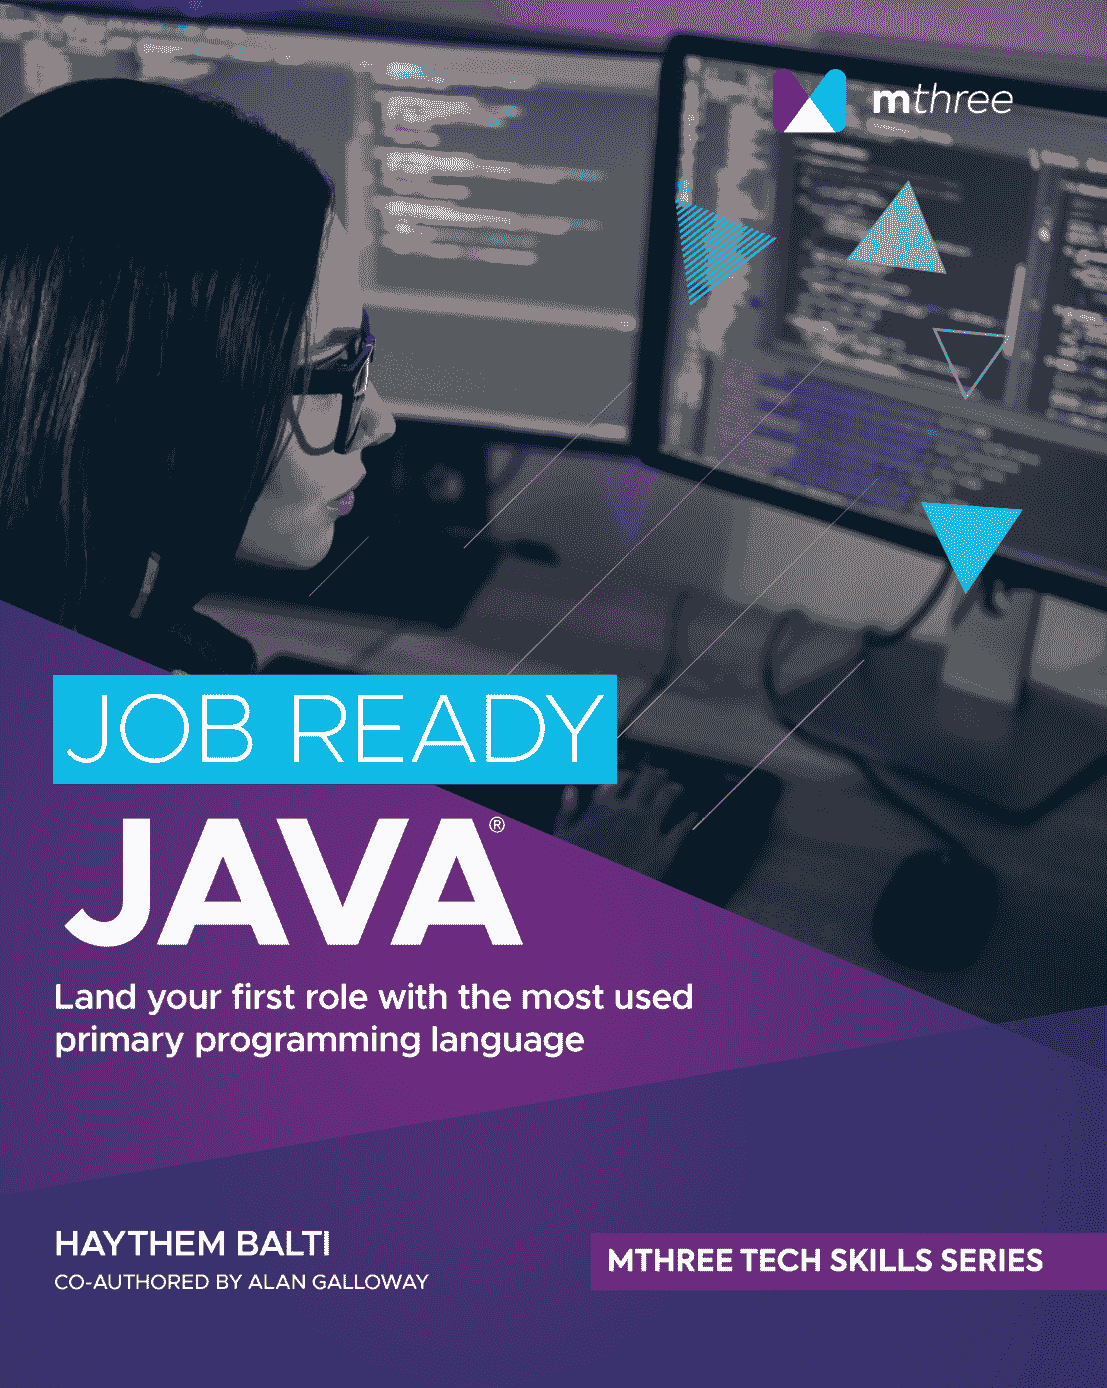 mthree
JOB READY
JAVA®
Land your first role with the most used
primary programming language
HAYTHEM BALTI
CO-AUTHORED BY ALAN GALLOWAY
MTHREE TECH SKILLS SERIES